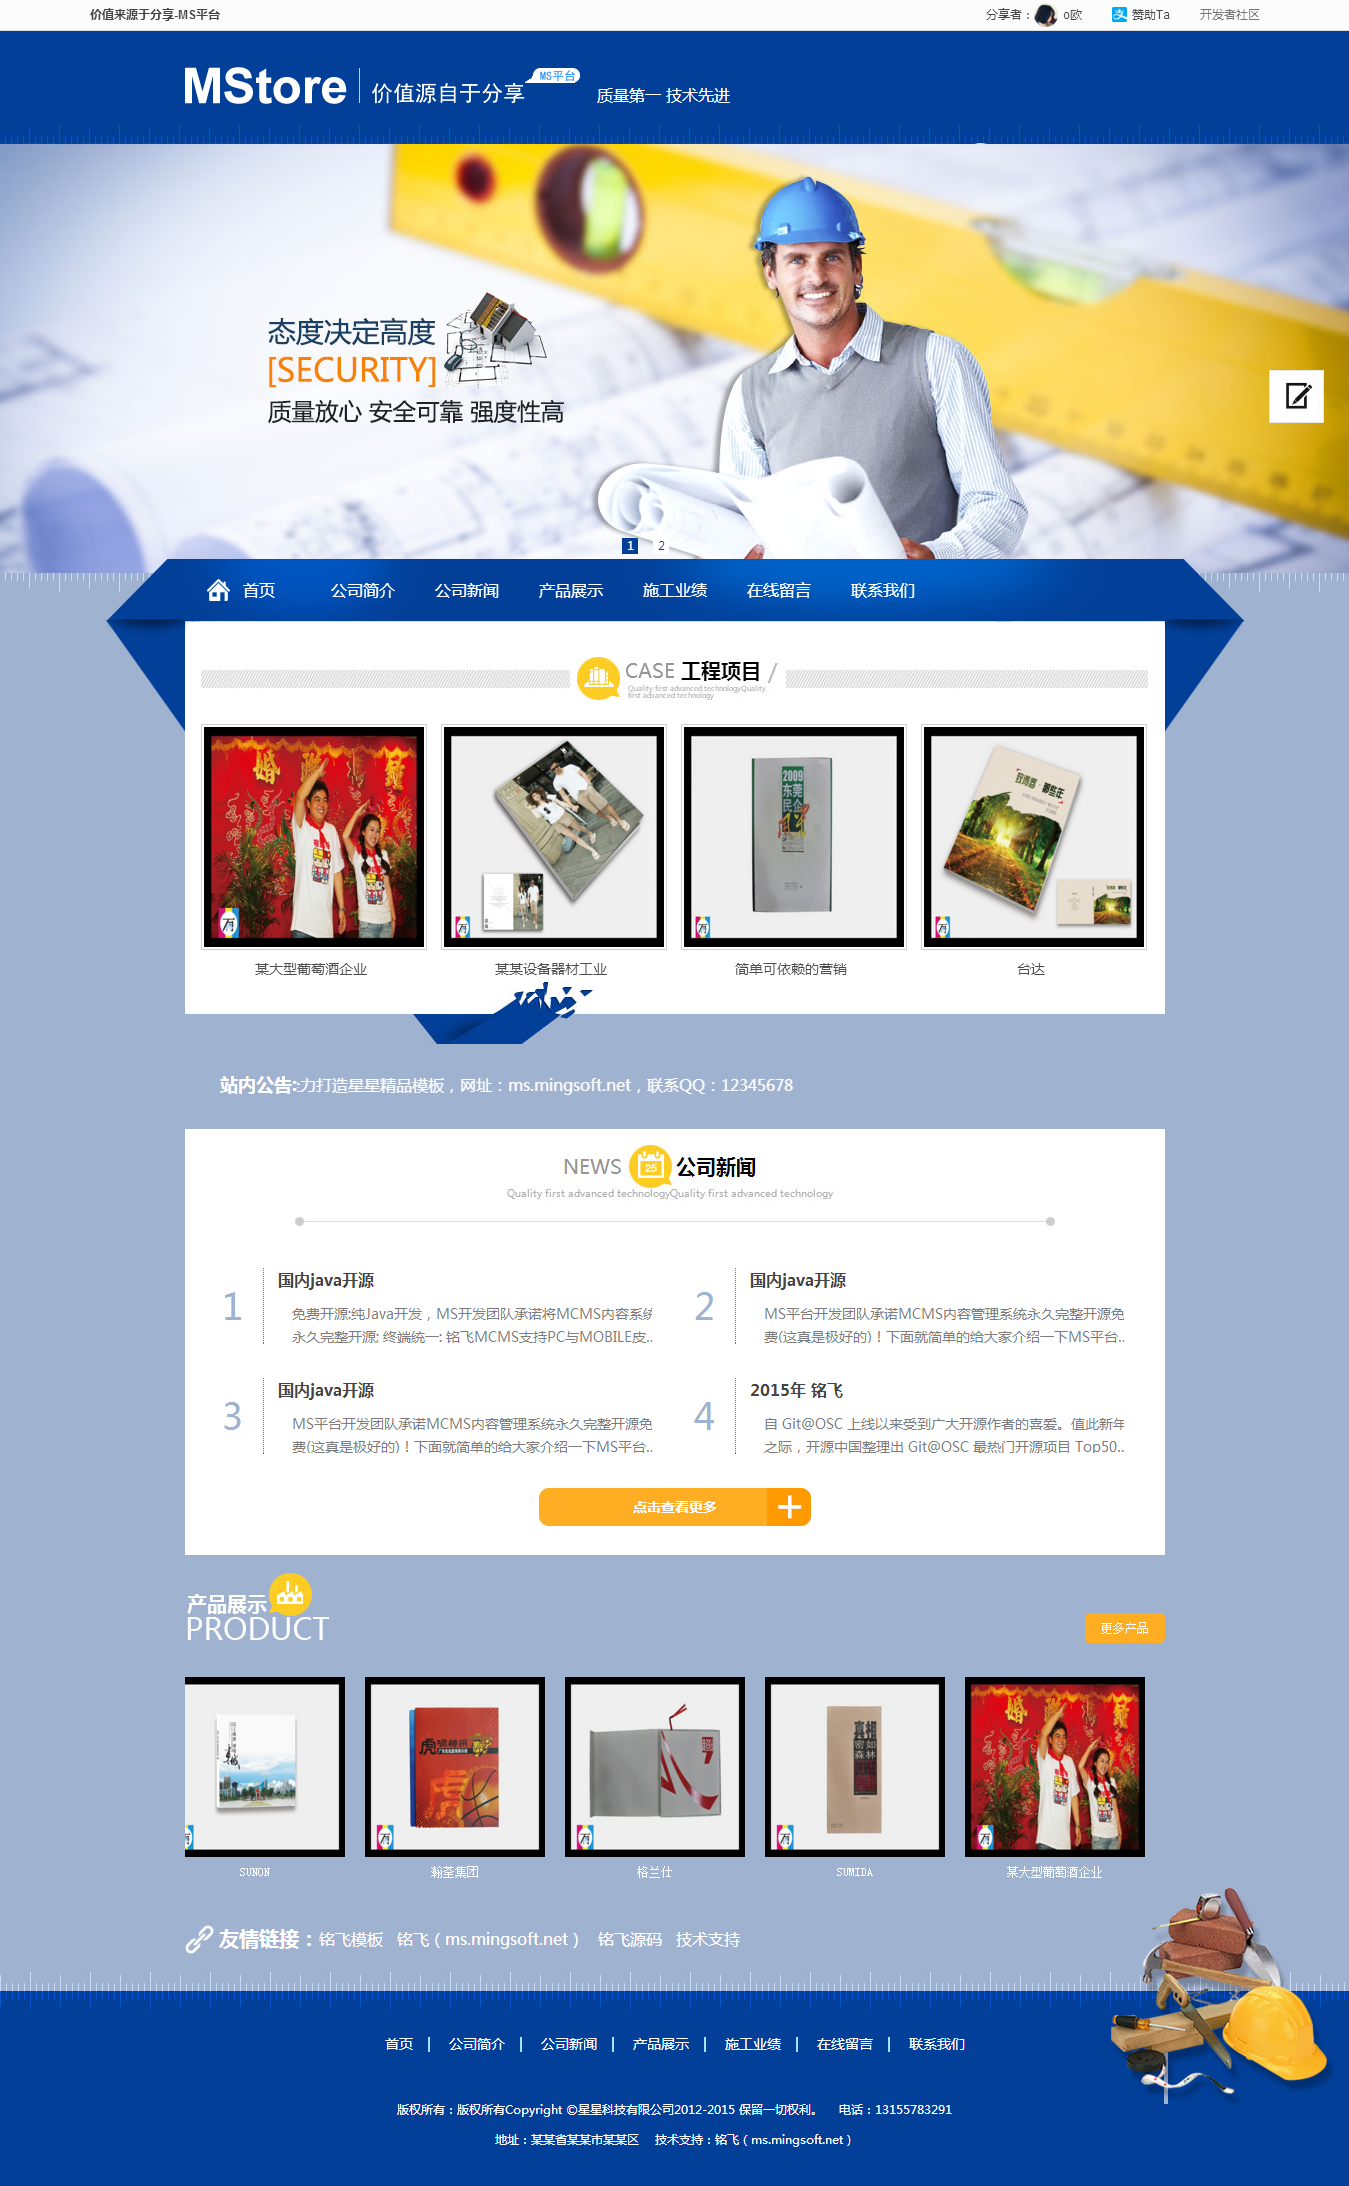 价值来源于分享-MS平台
分享者：o欧 赞助Ta 开发者社区
MStore 价值源自于分享 MS平台 质量第一 技术先进
态度决定高度
[SECURITY]
质量放心 安全可靠 强度性高
1 2
首页 公司简介 公司新闻 产品展示 施工业绩 在线留言 联系我们
CASE 工程项目 /
Quality first advanced technologyQuality
first advanced technology
2009
东莞
民企
致青春·那些年
某大型葡萄酒企业 某某设备器材工业 简单可依赖的营销 台达
站内公告:力打造星星精品模板，网址：ms.mingsoft.net，联系QQ：12345678
NEWS 25 公司新闻
Quality first advanced technologyQuality first advanced technology
1
国内java开源
免费开源:纯Java开发，MS开发团队承诺将MCMS内容系统
永久完整开源; 终端统一: 铭飞MCMS支持PC与MOBILE皮..
2
国内java开源
MS平台开发团队承诺MCMS内容管理系统永久完整开源免
费(这真是极好的)！下面就简单的给大家介绍一下MS平台..
3
国内java开源
MS平台开发团队承诺MCMS内容管理系统永久完整开源免
费(这真是极好的)！下面就简单的给大家介绍一下MS平台..
4
2015年 铭飞
自 Git@OSC 上线以来受到广大开源作者的喜爱。值此新年
之际，开源中国整理出 Git@OSC 最热门开源项目 Top50..
点击查看更多
产品展示
PRODUCT
更多产品
真相
密如
森林
SUNON 瀚荃集团 格兰仕 SUMIDA 某大型葡萄酒企业
友情链接：铭飞模板 铭飞（ms.mingsoft.net） 铭飞源码 技术支持
首页 公司简介 公司新闻 产品展示 施工业绩 在线留言 联系我们
版权所有：版权所有Copyright ©星星科技有限公司2012-2015 保留一切权利。 电话：13155783291
地址：某某省某某市某某区 技术支持：铭飞（ms.mingsoft.net）